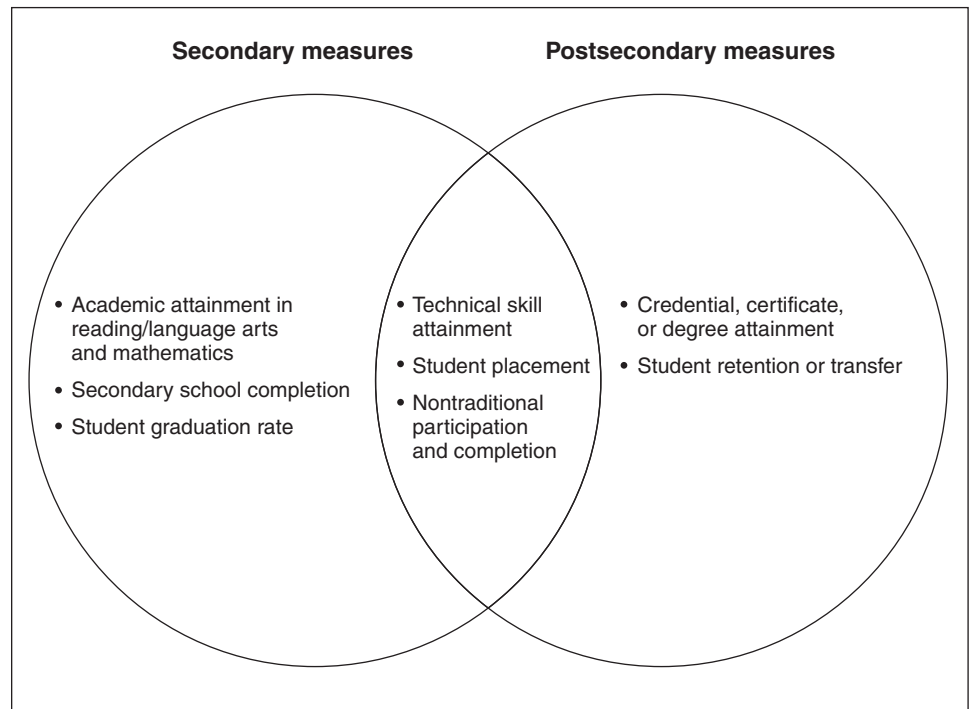 Secondary measures
Postsecondary measures
• Academic attainment in
reading/language arts
and mathematics
• Secondary school completion
• Student graduation rate
• Technical skill
attainment
• Student placement
• Nontraditional
participation
and completion
• Credential, certificate,
or degree attainment
• Student retention or transfer